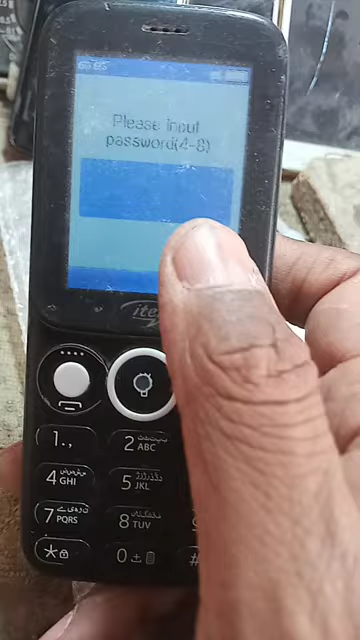 Please input
password(4-8)
itel
1.,
2 ABC ب پ ت ٹ ث
4 GHI
5 JKL
7 PQRS
8 TUV
* 0 + #